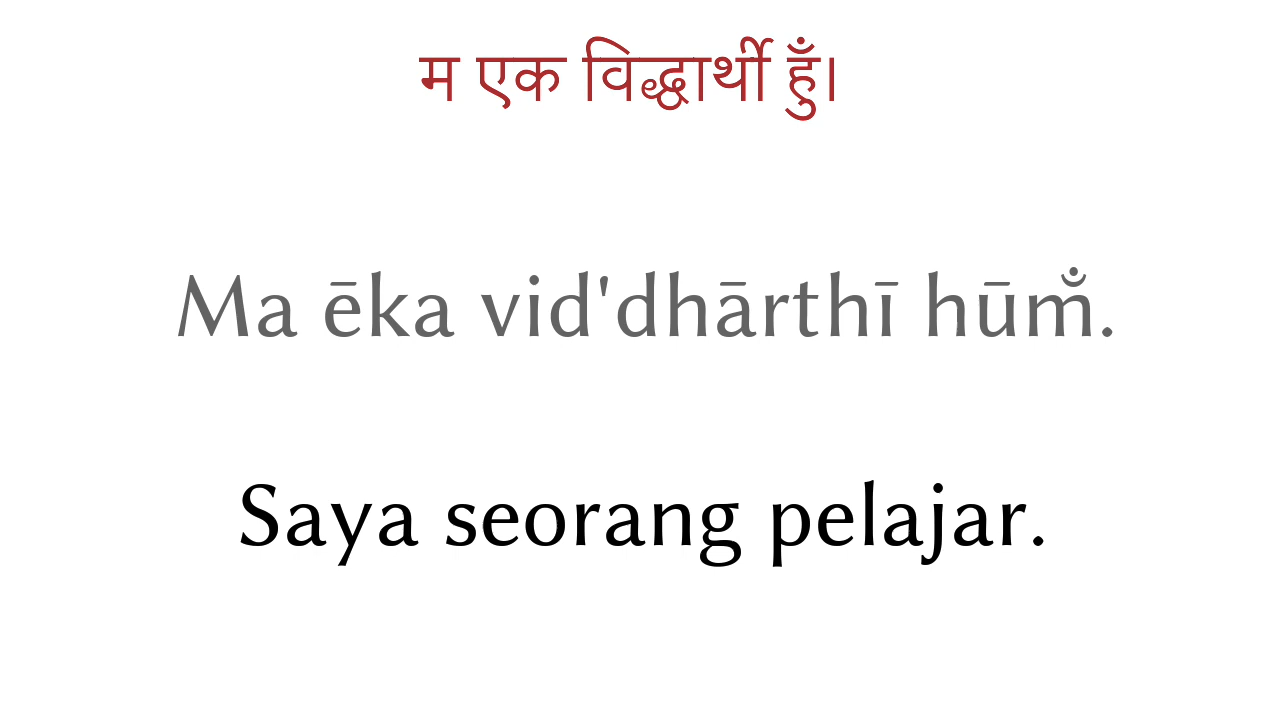 म एक विद्धार्थी हुँ।
Ma ēka vid'dhārthī hūm̐.
Saya seorang pelajar.